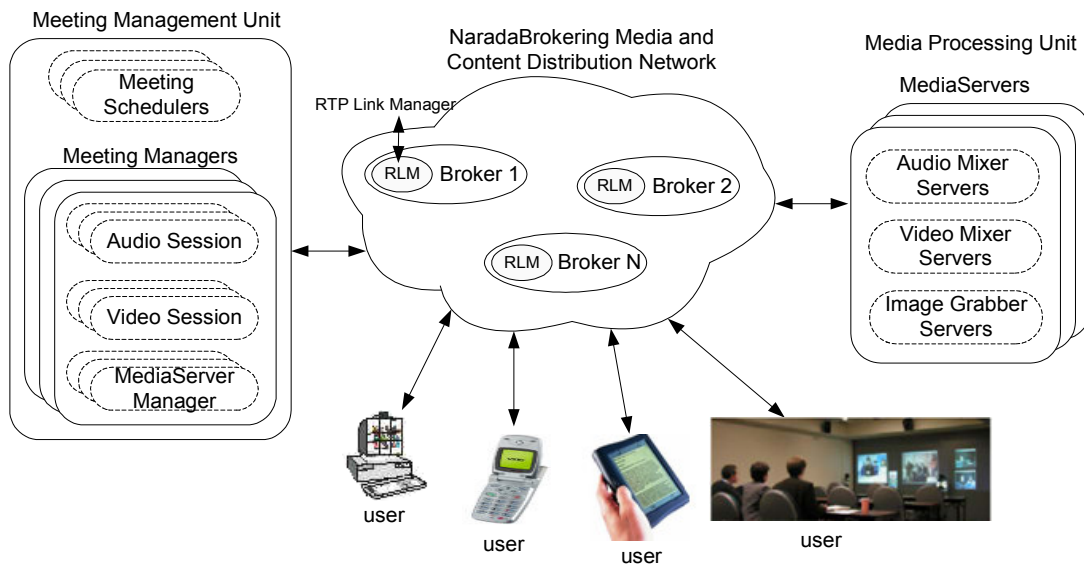 Meeting Management Unit
Meeting
Schedulers
Meeting Managers
Audio Session
Video Session
MediaServer
Manager
NaradaBrokering Media and
Content Distribution Network
RTP Link Manager
RLM Broker 1
RLM Broker 2
RLM Broker N
Media Processing Unit
MediaServers
Audio Mixer
Servers
Video Mixer
Servers
Image Grabber
Servers
user
user
user
user